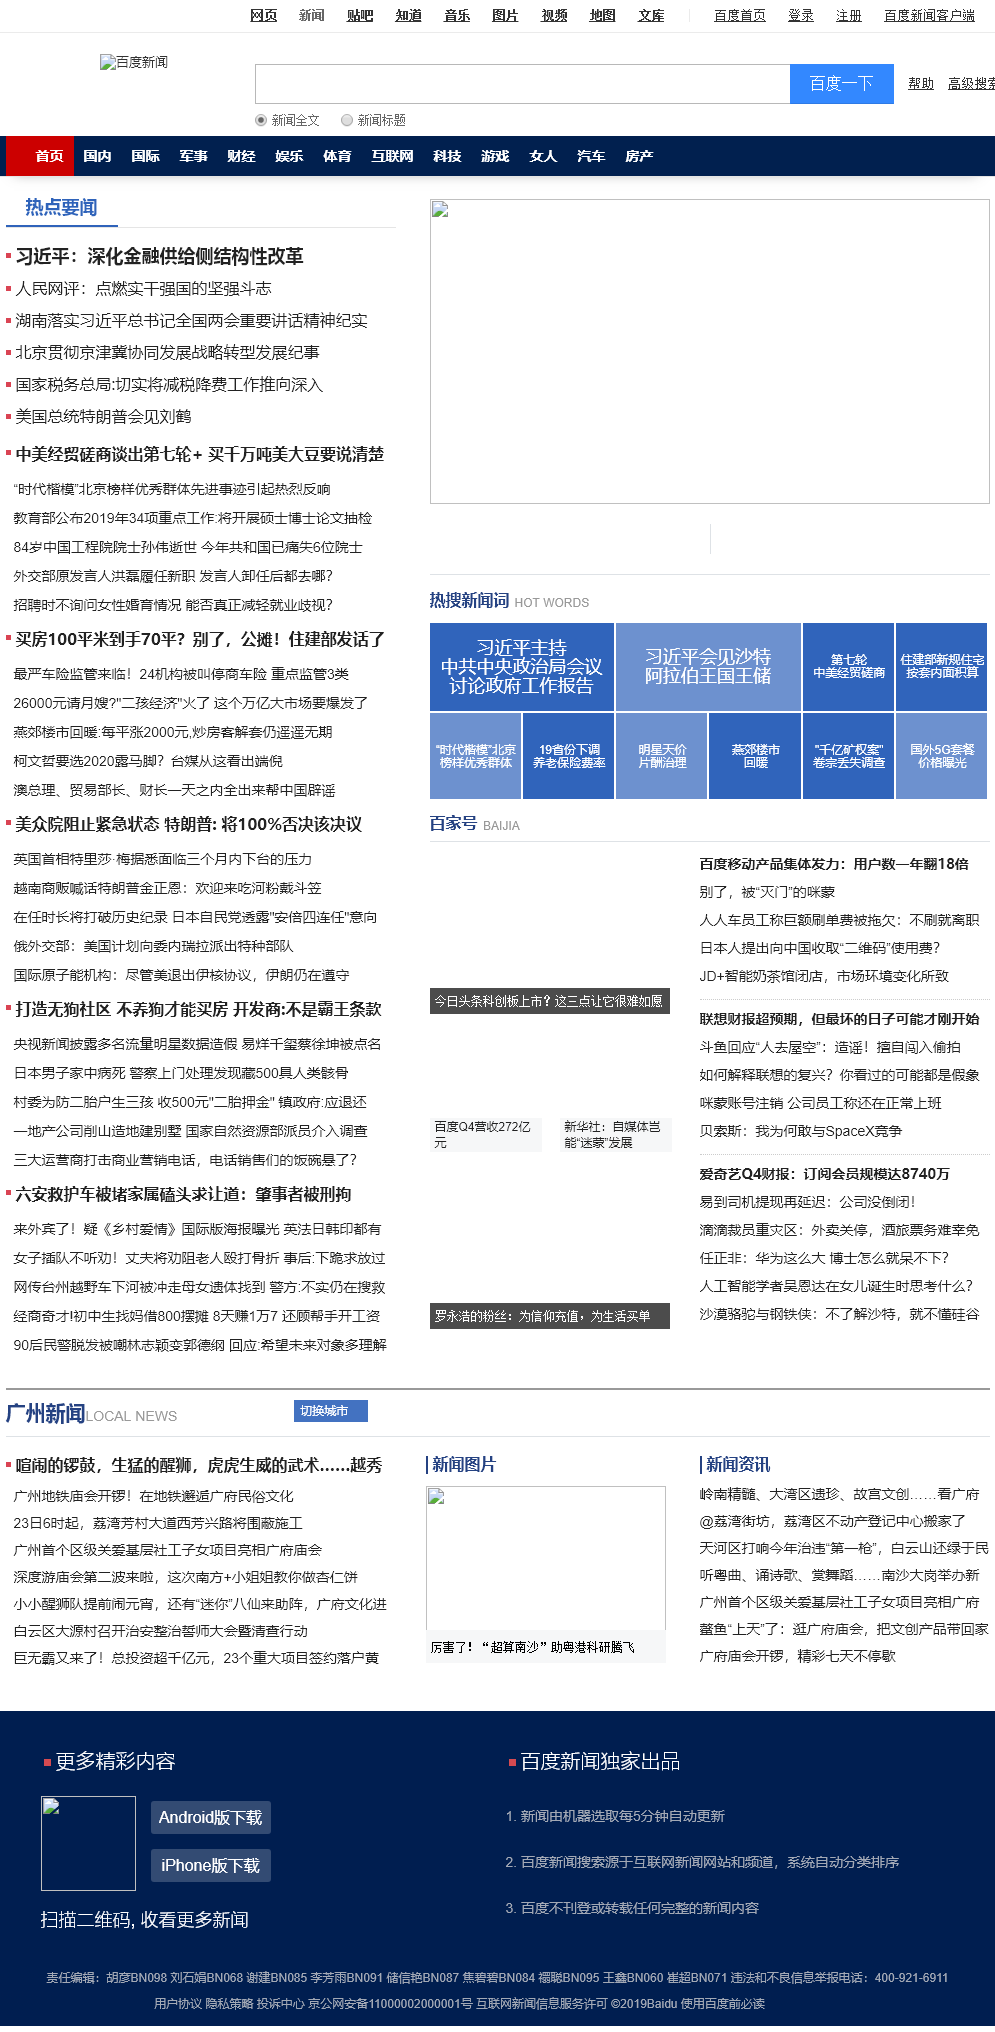 网页 新闻 贴吧 知道 音乐 图片 视频 地图 文库 百度首页 登录 注册 百度新闻客户端
百度新闻
百度一下 帮助 高级搜索
新闻全文 新闻标题
首页 国内 国际 军事 财经 娱乐 体育 互联网 科技 游戏 女人 汽车 房产
热点要闻
习近平：深化金融供给侧结构性改革
人民网评：点燃实干强国的坚强斗志
湖南落实习近平总书记全国两会重要讲话精神纪实
北京贯彻京津冀协同发展战略转型发展纪事
国家税务总局:切实将减税降费工作推向深入
美国总统特朗普会见刘鹤
中美经贸磋商谈出第七轮+ 买千万吨美大豆要说清楚
“时代楷模”北京榜样优秀群体先进事迹引起热烈反响
教育部公布2019年34项重点工作:将开展硕士博士论文抽检
84岁中国工程院院士孙伟逝世 今年共和国已痛失6位院士
外交部原发言人洪磊履任新职 发言人卸任后都去哪?
招聘时不询问女性婚育情况 能否真正减轻就业歧视?
买房100平米到手70平？别了，公摊！住建部发话了
最严车险监管来临！24机构被叫停商车险 重点监管3类
26000元请月嫂?"二孩经济"火了 这个万亿大市场要爆发了
燕郊楼市回暖:每平涨2000元,炒房客解套仍遥遥无期
柯文哲要选2020露马脚？台媒从这看出端倪
澳总理、贸易部长、财长一天之内全出来帮中国辟谣
美众院阻止紧急状态 特朗普: 将100%否决该决议
英国首相特里莎·梅据悉面临三个月内下台的压力
越南商贩喊话特朗普金正恩：欢迎来吃河粉戴斗笠
在任时长将打破历史纪录 日本自民党透露"安倍四连任"意向
俄外交部：美国计划向委内瑞拉派出特种部队
国际原子能机构：尽管美退出伊核协议，伊朗仍在遵守
打造无狗社区 不养狗才能买房 开发商:不是霸王条款
央视新闻披露多名流量明星数据造假 易烊千玺蔡徐坤被点名
日本男子家中病死 警察上门处理发现藏500具人类骸骨
村委为防二胎户生三孩 收500元"二胎押金" 镇政府:应退还
一地产公司削山造地建别墅 国家自然资源部派员介入调查
三大运营商打击商业营销电话，电话销售们的饭碗悬了?
六安救护车被堵家属磕头求让道：肇事者被刑拘
来外宾了！疑《乡村爱情》国际版海报曝光 英法日韩印都有
女子插队不听劝！丈夫将劝阻老人殴打骨折 事后:下跪求放过
网传台州越野车下河被冲走母女遗体找到 警方:不实仍在搜救
经商奇才!初中生找妈借800摆摊 8天赚1万7 还顾帮手开工资
90后民警脱发被嘲林志颖变郭德纲 回应:希望未来对象多理解
热搜新闻词 HOT WORDS
习近平主持
中共中央政治局会议
讨论政府工作报告
习近平会见沙特
阿拉伯王国王储
第七轮
中美经贸磋商
住建部新规住宅
按套内面积算
“时代楷模”北京
榜样优秀群体
19省份下调
养老保险费率
明星天价
片酬治理
燕郊楼市
回暖
"千亿矿权案"
卷宗丢失调查
国外5G套餐
价格曝光
百家号 BAIJIA
今日头条科创板上市？这三点让它很难如愿
百度Q4营收272亿
元
新华社：自媒体岂
能“迷蒙”发展
罗永浩的粉丝：为信仰充值，为生活买单
百度移动产品集体发力：用户数一年翻18倍
别了，被“灭门”的咪蒙
人人车员工称巨额刷单费被拖欠：不刷就离职
日本人提出向中国收取“二维码”使用费?
JD+智能奶茶馆闭店，市场环境变化所致
联想财报超预期，但最坏的日子可能才刚开始
斗鱼回应“人去屋空”：造谣！擅自闯入偷拍
如何解释联想的复兴？你看过的可能都是假象
咪蒙账号注销 公司员工称还在正常上班
贝索斯：我为何敢与SpaceX竞争
爱奇艺Q4财报：订阅会员规模达8740万
易到司机提现再延迟：公司没倒闭!
滴滴裁员重灾区：外卖关停，酒旅票务难幸免
任正非：华为这么大 博士怎么就呆不下?
人工智能学者吴恩达在女儿诞生时思考什么?
沙漠骆驼与钢铁侠：不了解沙特，就不懂硅谷
广州新闻LOCAL NEWS 切换城市
喧闹的锣鼓，生猛的醒狮，虎虎生威的武术……越秀
广州地铁庙会开锣！在地铁邂逅广府民俗文化
23日6时起，荔湾芳村大道西芳兴路将围蔽施工
广州首个区级关爱基层社工子女项目亮相广府庙会
深度游庙会第二波来啦，这次南方+小姐姐教你做杏仁饼
小小醒狮队提前闹元宵，还有“迷你”八仙来助阵，广府文化进
白云区大源村召开治安整治誓师大会暨清查行动
巨无霸又来了！总投资超千亿元，23个重大项目签约落户黄
新闻图片
厉害了！“超算南沙”助粤港科研腾飞
新闻资讯
岭南精髓、大湾区遗珍、故宫文创……看广府
@荔湾街坊，荔湾区不动产登记中心搬家了
天河区打响今年治违“第一枪”，白云山还绿于民
听粤曲、诵诗歌、赏舞蹈……南沙大岗举办新
广州首个区级关爱基层社工子女项目亮相广府
鳌鱼“上天”了：逛广府庙会，把文创产品带回家
广府庙会开锣，精彩七天不停歇
更多精彩内容
Android版下载
iPhone版下载
扫描二维码, 收看更多新闻
百度新闻独家出品
1. 新闻由机器选取每5分钟自动更新
2. 百度新闻搜索源于互联网新闻网站和频道，系统自动分类排序
3. 百度不刊登或转载任何完整的新闻内容
责任编辑：胡彦BN098 刘石娟BN068 谢建BN085 李芳雨BN091 储信艳BN087 焦碧碧BN084 禤聪BN095 王鑫BN060 崔超BN071 违法和不良信息举报电话：400-921-6911
用户协议 隐私策略 投诉中心 京公网安备11000002000001号 互联网新闻信息服务许可 ©2019Baidu 使用百度前必读